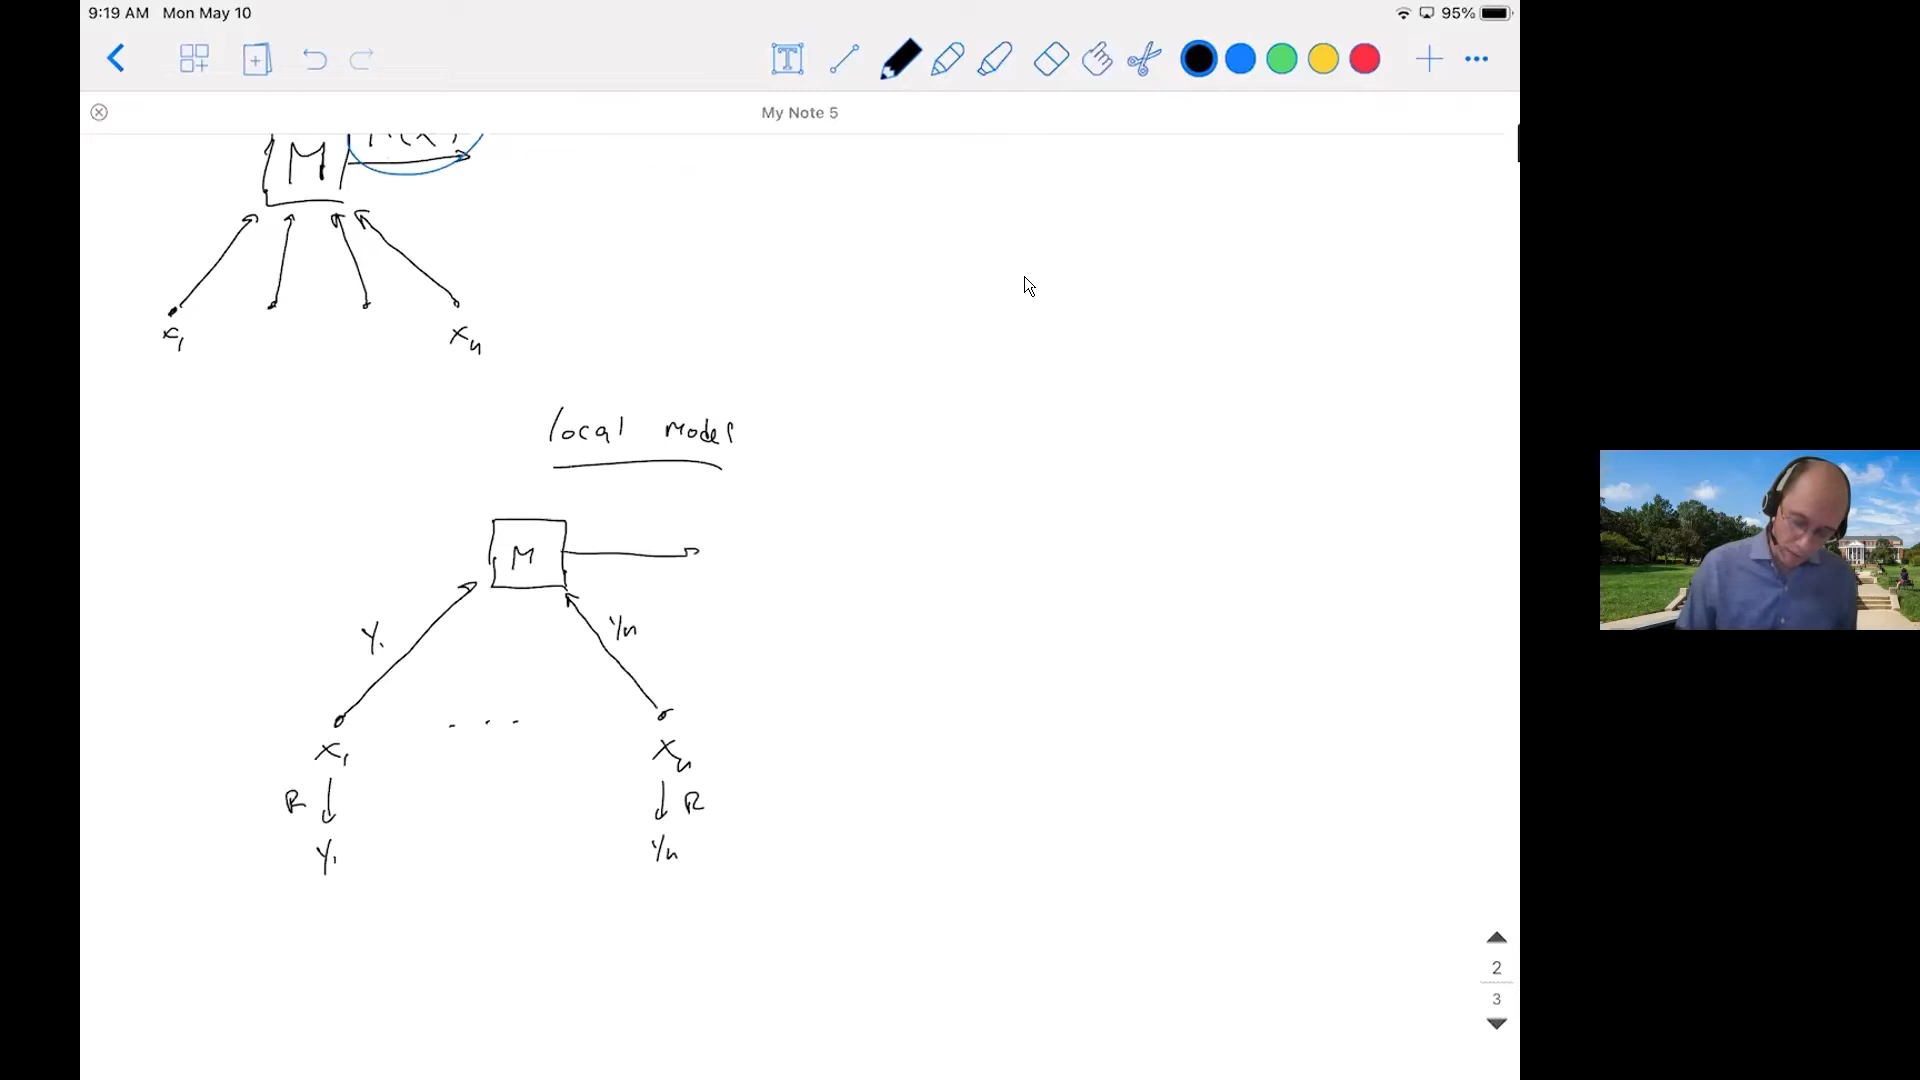 9:19 AM Mon May 10 95%
T
My Note 5
M
x₁ xₙ
local model
M
y₁ yₙ
. . .
x₁ xₙ
R R
y₁ yₙ
2
3